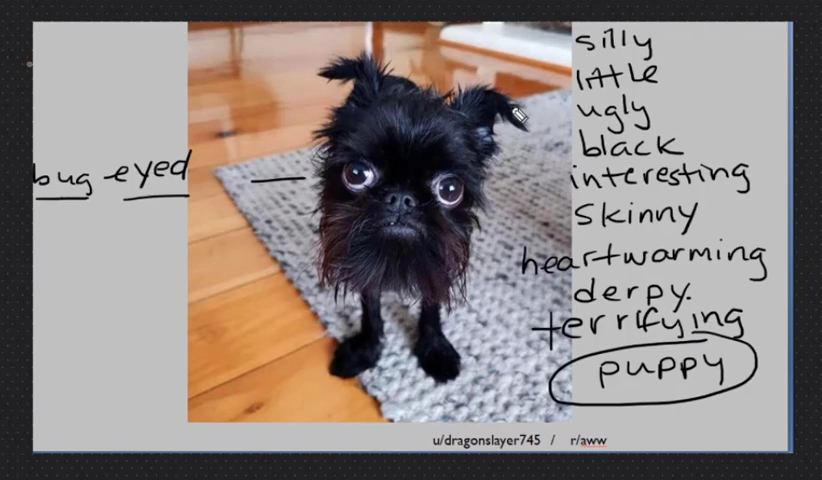 bug-eyed
silly
little
ugly
black
interesting
skinny
heartwarming
derpy.
terrifying
puppy
u/dragonslayer745 / r/aww